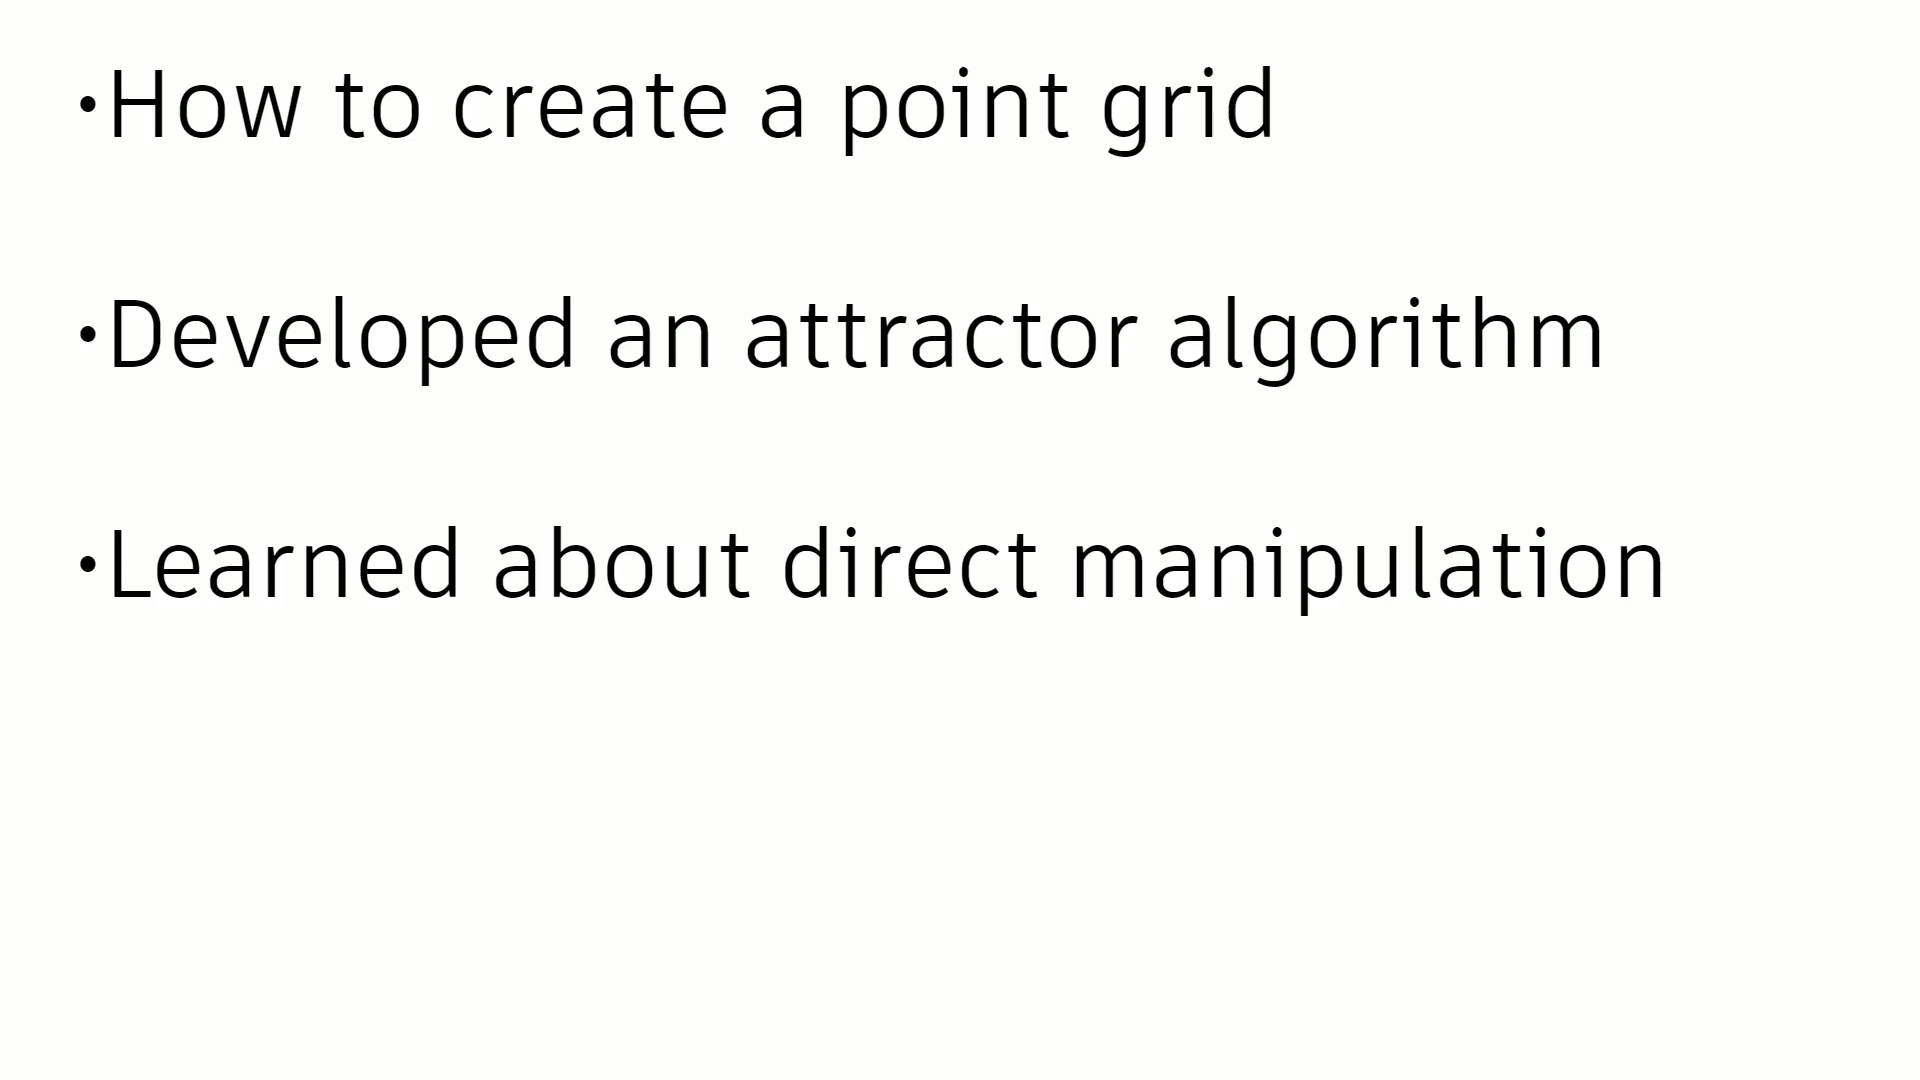 •How to create a point grid
•Developed an attractor algorithm
•Learned about direct manipulation